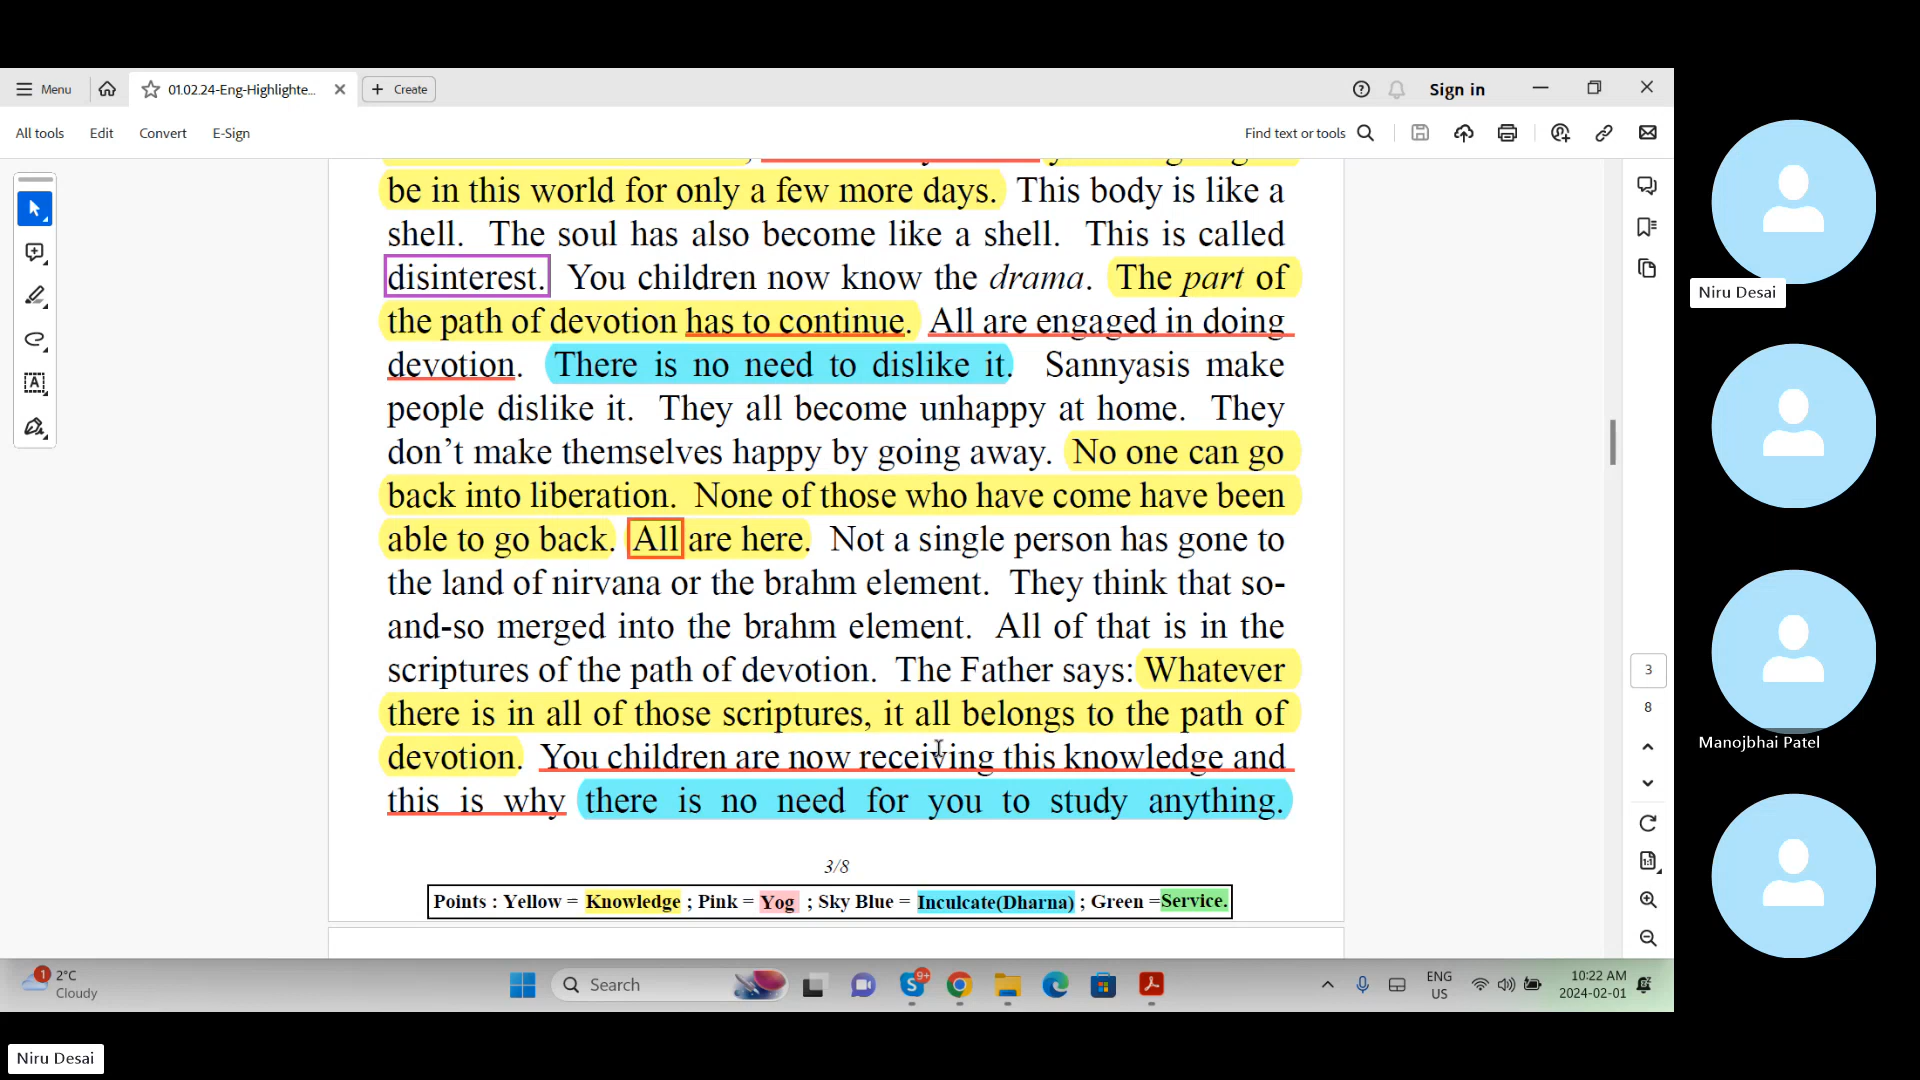 Menu
01.02.24-Eng-Highlighte...
Create
Sign in
All tools
Edit
Convert
E-Sign
Find text or tools
be in this world for only a few more days. This body is like a
shell. The soul has also become like a shell. This is called
disinterest. You children now know the drama. The part of
the path of devotion has to continue. All are engaged in doing
devotion. There is no need to dislike it. Sannyasis make
people dislike it. They all become unhappy at home. They
don’t make themselves happy by going away. No one can go
back into liberation. None of those who have come have been
able to go back. All are here. Not a single person has gone to
the land of nirvana or the brahm element. They think that so-
and-so merged into the brahm element. All of that is in the
scriptures of the path of devotion. The Father says: Whatever
there is in all of those scriptures, it all belongs to the path of
devotion. You children are now receiving this knowledge and
this is why there is no need for you to study anything.
3/8
Points : Yellow = Knowledge ; Pink = Yog ; Sky Blue = Inculcate(Dharna) ; Green =Service.
3
8
Niru Desai
Manojbhai Patel
1
2°C
Cloudy
Search
9+
ENG
US
10:22 AM
2024-02-01
Niru Desai